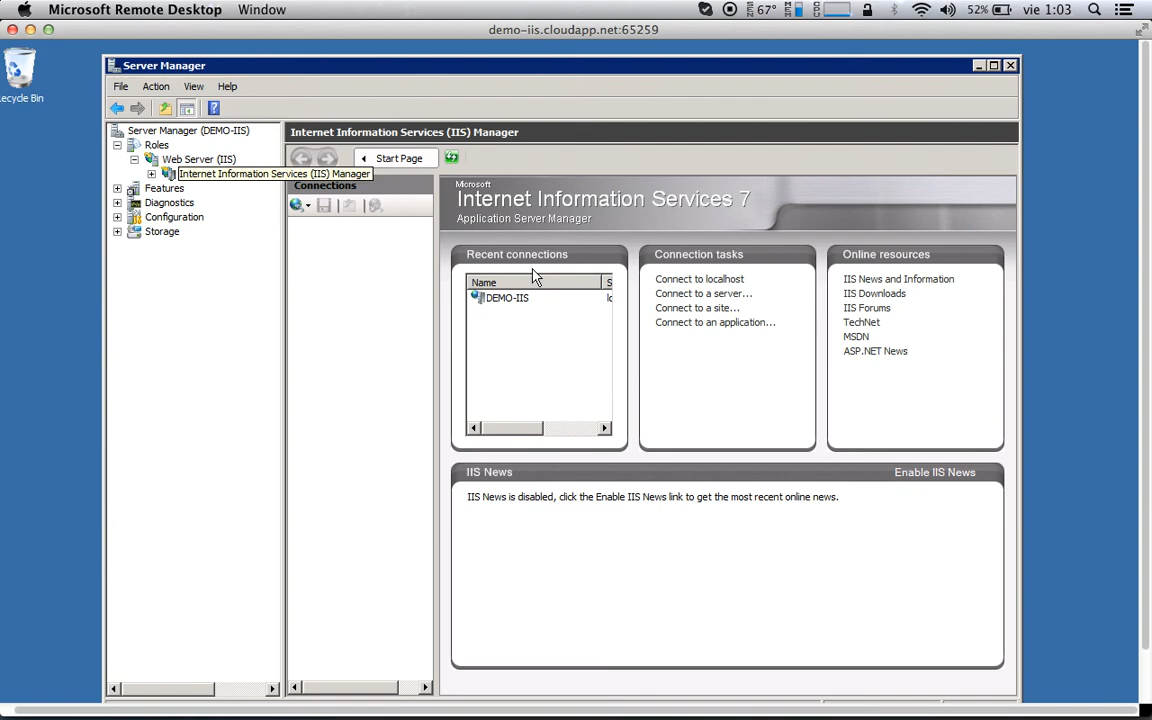 Microsoft Remote Desktop Window
67°
52%
vie 1:03
demo-iis.cloudapp.net:65259
ecycle Bin
Server Manager
File Action View Help
Server Manager (DEMO-IIS)
Roles
Web Server (IIS)
Internet Information Services (IIS) Manager
Features
Diagnostics
Configuration
Storage
Internet Information Services (IIS) Manager
Start Page
Connections
Microsoft
Internet Information Services 7
Application Server Manager
Recent connections
Name S
DEMO-IIS lo
Connection tasks
Connect to localhost
Connect to a server...
Connect to a site...
Connect to an application...
Online resources
IIS News and Information
IIS Downloads
IIS Forums
TechNet
MSDN
ASP.NET News
IIS News Enable IIS News
IIS News is disabled, click the Enable IIS News link to get the most recent online news.